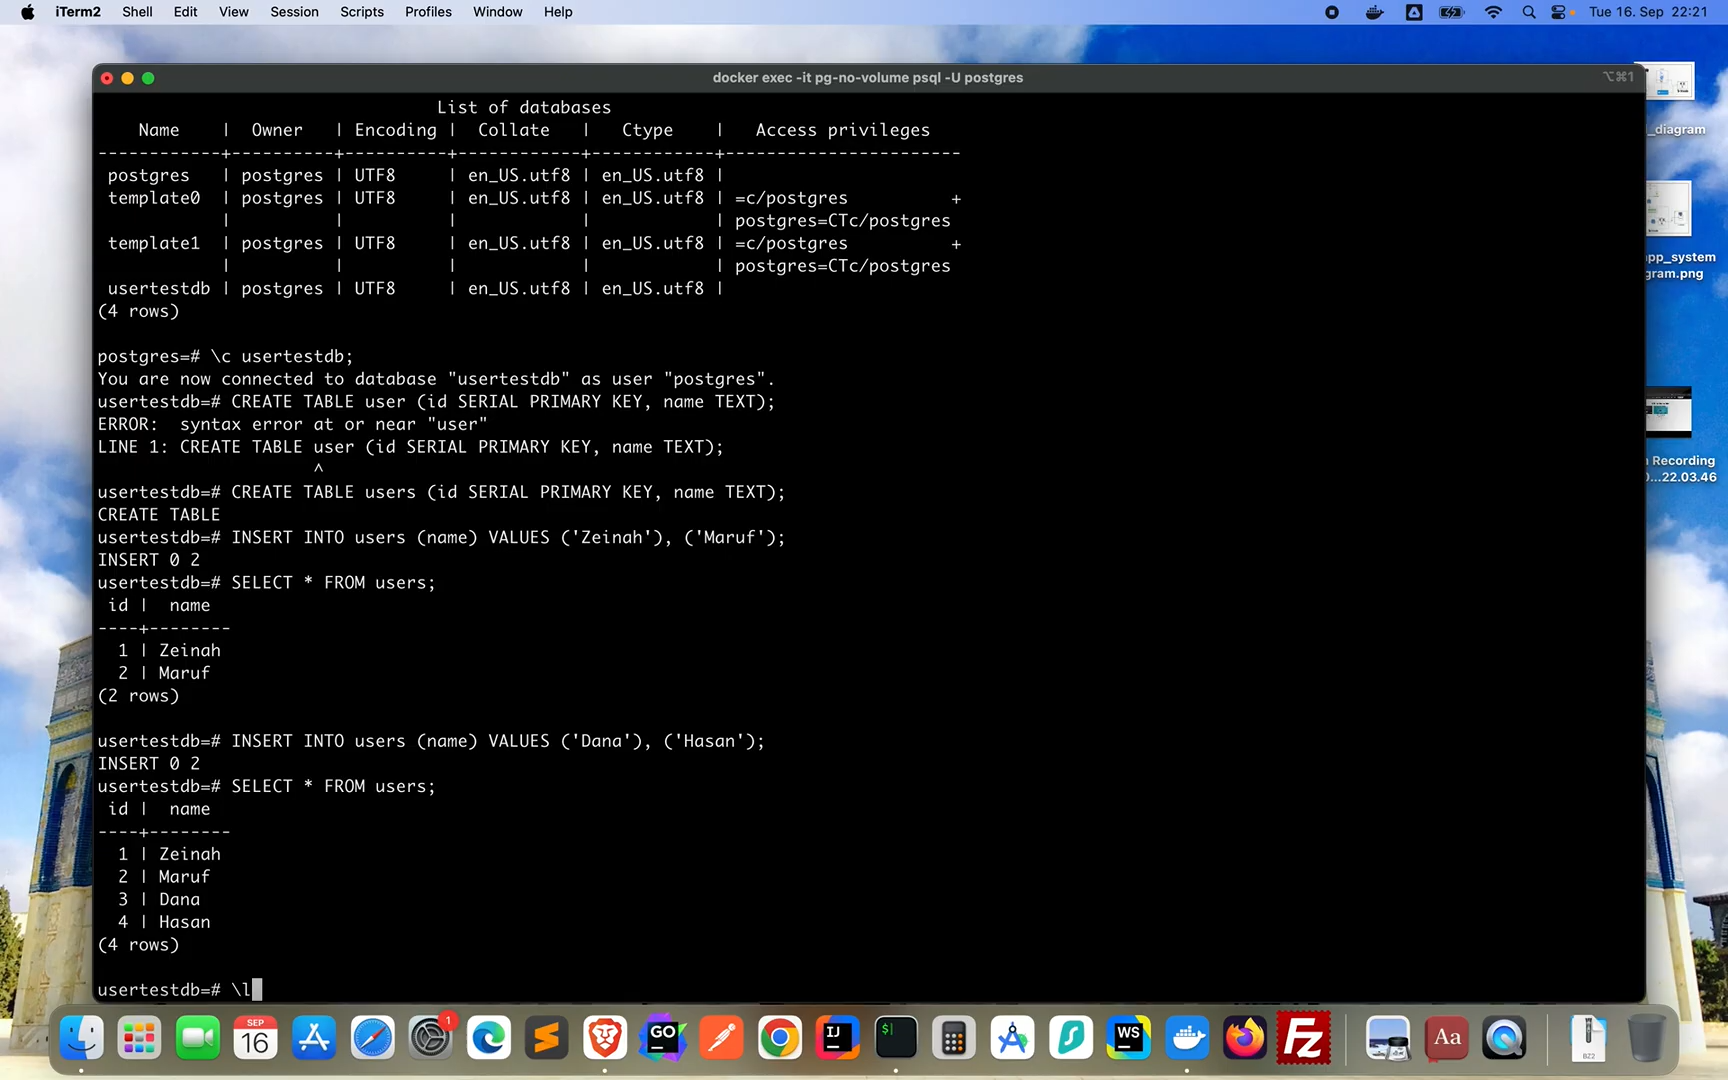 iTerm2 Shell Edit View Session Scripts Profiles Window Help Tue 16. Sep 22:21
docker exec -it pg-no-volume psql -U postgres ⌥⌘1
List of databases
Name | Owner | Encoding | Collate | Ctype | Access privileges
------------+----------+----------+------------+------------+-----------------------
postgres | postgres | UTF8 | en_US.utf8 | en_US.utf8 |
template0 | postgres | UTF8 | en_US.utf8 | en_US.utf8 | =c/postgres +
| | | | | postgres=CTc/postgres
template1 | postgres | UTF8 | en_US.utf8 | en_US.utf8 | =c/postgres +
| | | | | postgres=CTc/postgres
usertestdb | postgres | UTF8 | en_US.utf8 | en_US.utf8 |
(4 rows)
postgres=# \c usertestdb;
You are now connected to database "usertestdb" as user "postgres".
usertestdb=# CREATE TABLE user (id SERIAL PRIMARY KEY, name TEXT);
ERROR:  syntax error at or near "user"
LINE 1: CREATE TABLE user (id SERIAL PRIMARY KEY, name TEXT);
^
usertestdb=# CREATE TABLE users (id SERIAL PRIMARY KEY, name TEXT);
CREATE TABLE
usertestdb=# INSERT INTO users (name) VALUES ('Zeinah'), ('Maruf');
INSERT 0 2
usertestdb=# SELECT * FROM users;
id | name
----+--------
1 | Zeinah
2 | Maruf
(2 rows)
usertestdb=# INSERT INTO users (name) VALUES ('Dana'), ('Hasan');
INSERT 0 2
usertestdb=# SELECT * FROM users;
id | name
----+--------
1 | Zeinah
2 | Maruf
3 | Dana
4 | Hasan
(4 rows)
usertestdb=# \l
_diagram
pp_system
gram.png
Recording
...22.03.46
SEP
16
1
GO
IJ
$
WS
Fz
Aa
BZ2